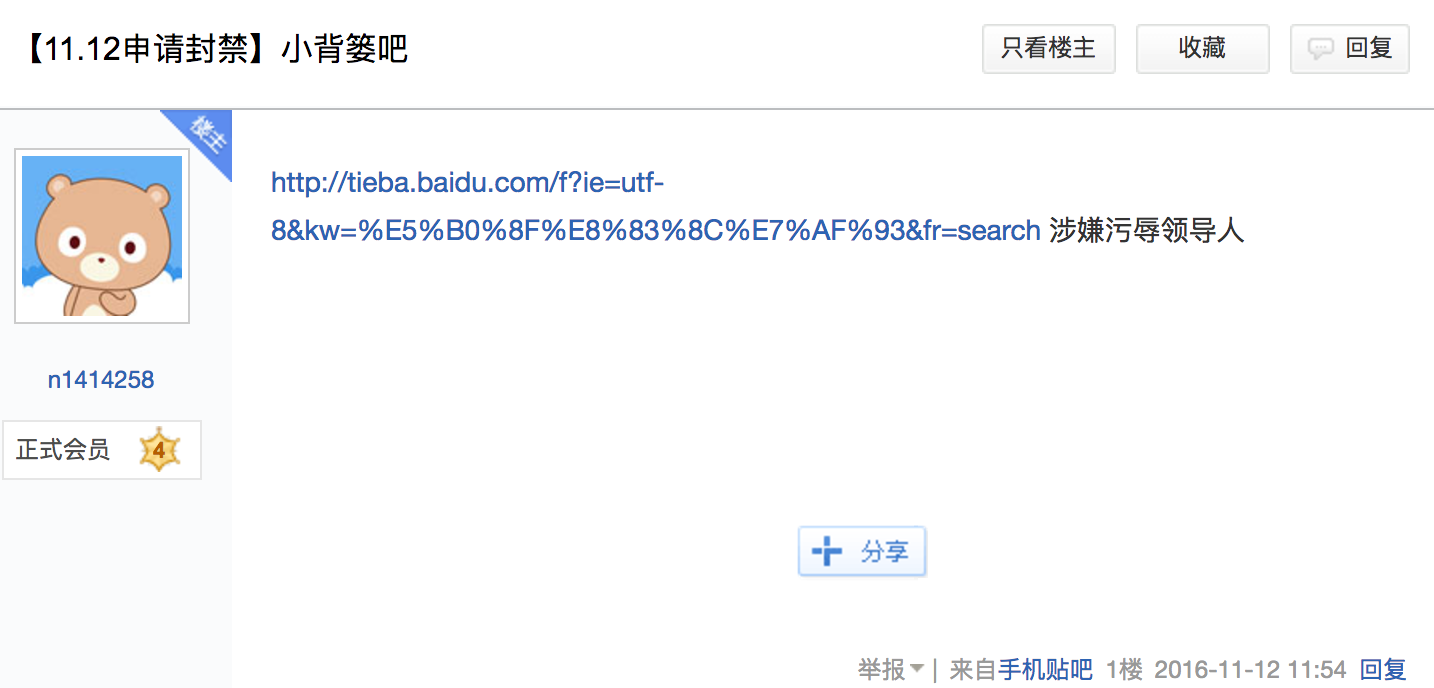 【11.12申请封禁】小背篓吧
只看楼主
收藏
回复
楼主
http://tieba.baidu.com/f?ie=utf-
8&kw=%E5%B0%8F%E8%83%8C%E7%AF%93&fr=search 涉嫌污辱领导人
n1414258
正式会员 4
分享
举报 | 来自手机贴吧 1楼 2016-11-12 11:54 回复